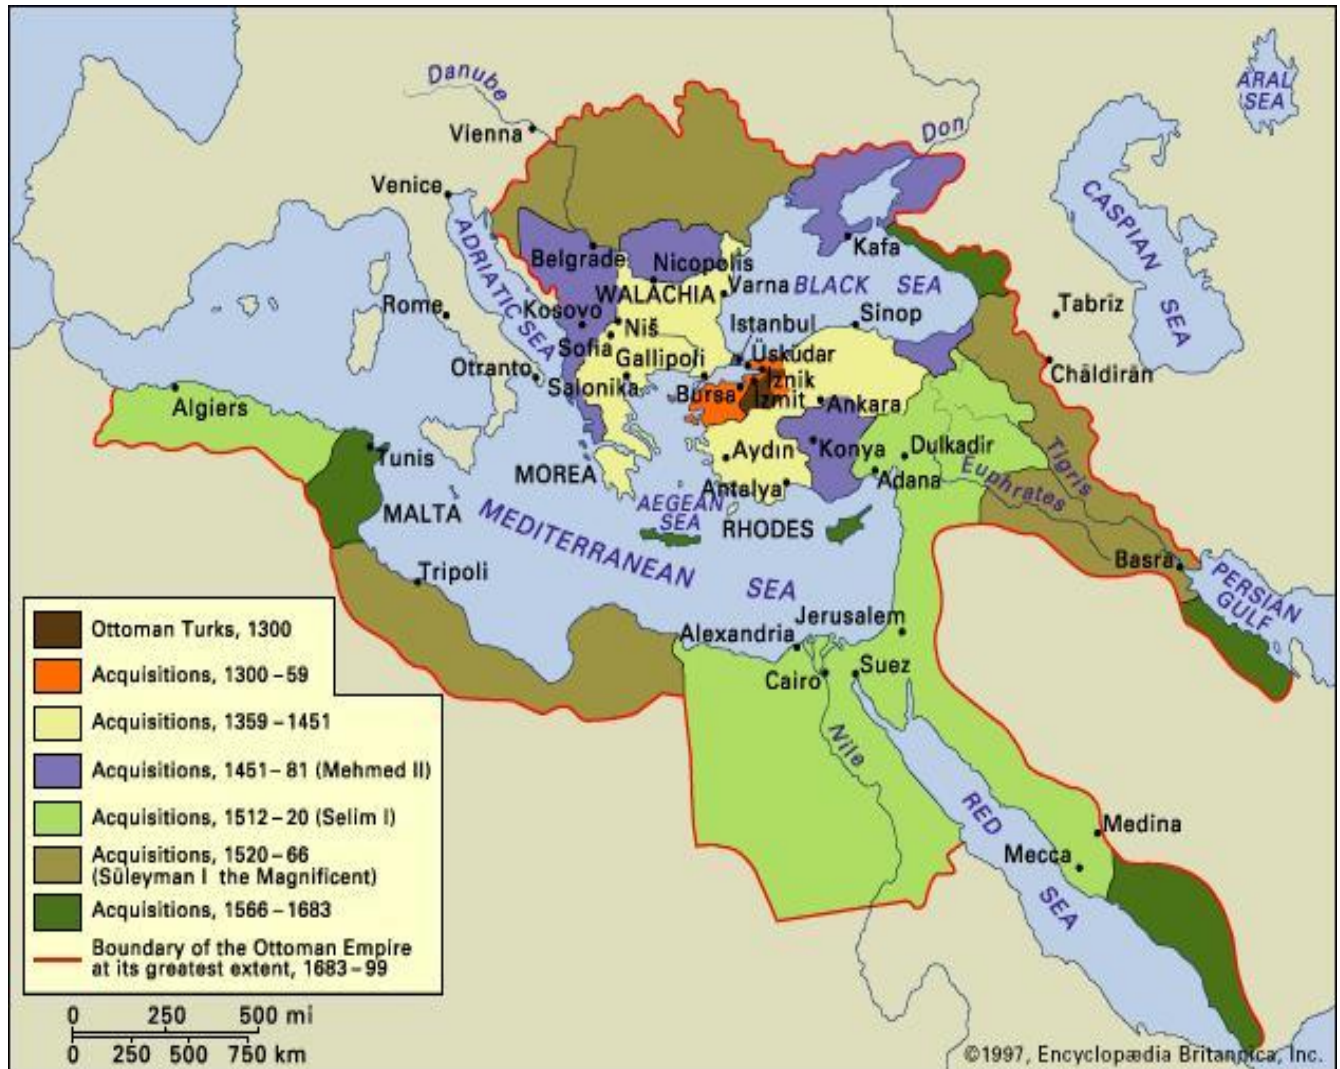 Danube
Vienna
Venice
ADRIATIC SEA
Don
ARAL
SEA
CASPIAN
SEA
Belgrade
Nicopolis
Kafa
WALACHIA
Varna
BLACK SEA
Rome
Kosovo
Niš
Istanbul
Sinop
Tabrīz
Sofia
Gallipoli
Üsküdar
Otranto
Salonika
Bursa
İznik
İzmit
Ankara
Chāldirān
Algiers
Tunis
Aydın
Konya
Dulkadir
Tigris
Euphrates
MOREA
Antalya
Adana
MALTA
AEGEAN
SEA
RHODES
MEDITERRANEAN
SEA
Tripoli
Basra
PERSIAN
GULF
Jerusalem
Alexandria
Cairo
Suez
Nile
RED
SEA
Medina
Mecca
Ottoman Turks, 1300
Acquisitions, 1300–59
Acquisitions, 1359–1451
Acquisitions, 1451–81 (Mehmed II)
Acquisitions, 1512–20 (Selim I)
Acquisitions, 1520–66
(Süleyman I the Magnificent)
Acquisitions, 1566–1683
Boundary of the Ottoman Empire
at its greatest extent, 1683–99
0 250 500 mi
0 250 500 750 km
©1997, Encyclopædia Britannica, Inc.